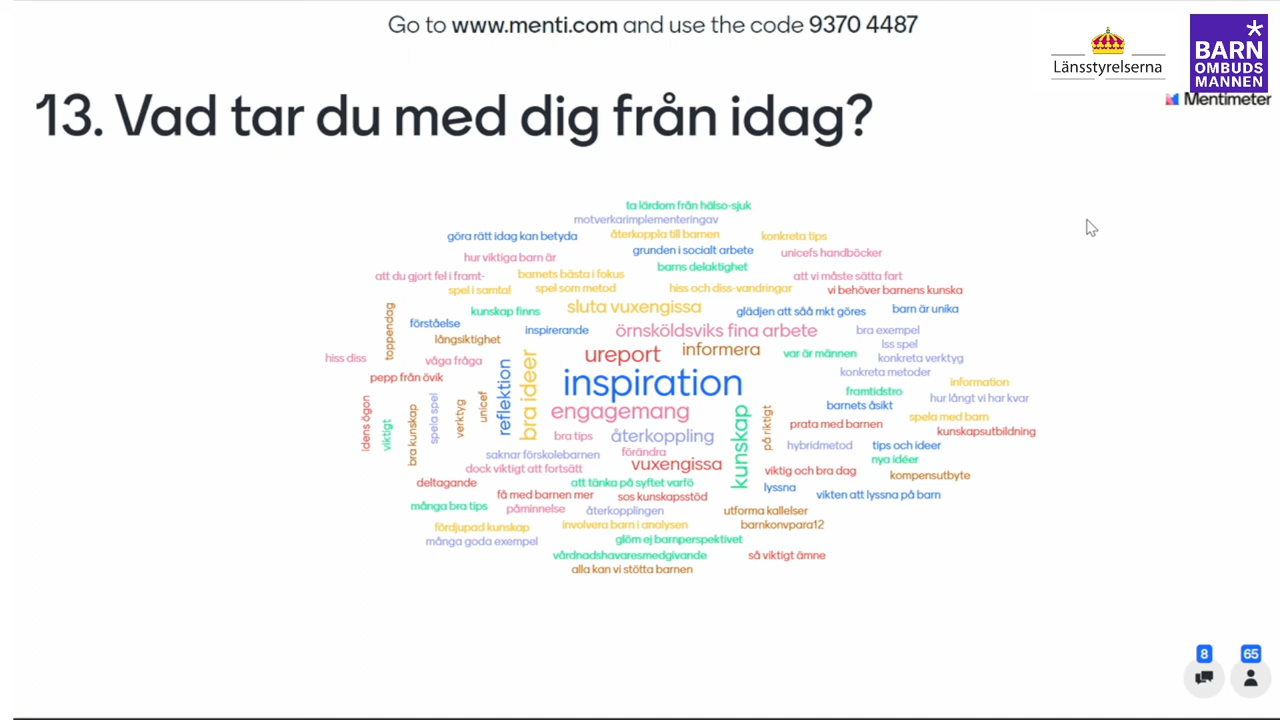 Go to www.menti.com and use the code 9370 4487
Länsstyrelserna
BARN
OMBUDS
MANNEN
Mentimeter
13. Vad tar du med dig från idag?
ta lärdom från hälso-sjuk
motverkarimplementeringav
göra rätt idag kan betyda
återkoppla till barnen
konkreta tips
grunden i socialt arbete
unicefs handböcker
hur viktiga barn är
barns delaktighet
att du gjort fel i framt-
barnets bästa i fokus
att vi måste sätta fart
spel i samtal
spel som metod
hiss och diss-vandringar
vi behöver barnens kunska
toppendag
kunskap finns
sluta vuxengissa
glädjen att såå mkt göres
barn är unika
förståelse
inspirerande
örnsköldsviks fina arbete
bra exempel
långsiktighet
ureport
informera
var är männen
lss spel
konkreta verktyg
hiss diss
våga fråga
reflektion
bra ideer
inspiration
konkreta metoder
pepp från övik
framtidstro
information
idens ögon
viktigt
bra kunskap
spela spel
verktyg
unicef
engagemang
kunskap
på riktigt
barnets åsikt
hur långt vi har kvar
spela med barn
prata med barnen
kunskapsutbildning
bra tips
återkoppling
hybridmetod
tips och ideer
saknar förskolebarnen
förändra
nya idéer
dock viktigt att fortsätt
vuxengissa
viktig och bra dag
kompensutbyte
deltagande
att tänka på syftet varfö
lyssna
få med barnen mer
sos kunskapsstöd
vikten att lyssna på barn
många bra tips
påminnelse
återkopplingen
utforma kallelser
fördjupad kunskap
involvera barn i analysen
barnkonvpara12
många goda exempel
glöm ej barnperspektivet
vårdnadshavaresmedgivande
så viktigt ämne
alla kan vi stötta barnen
8
65